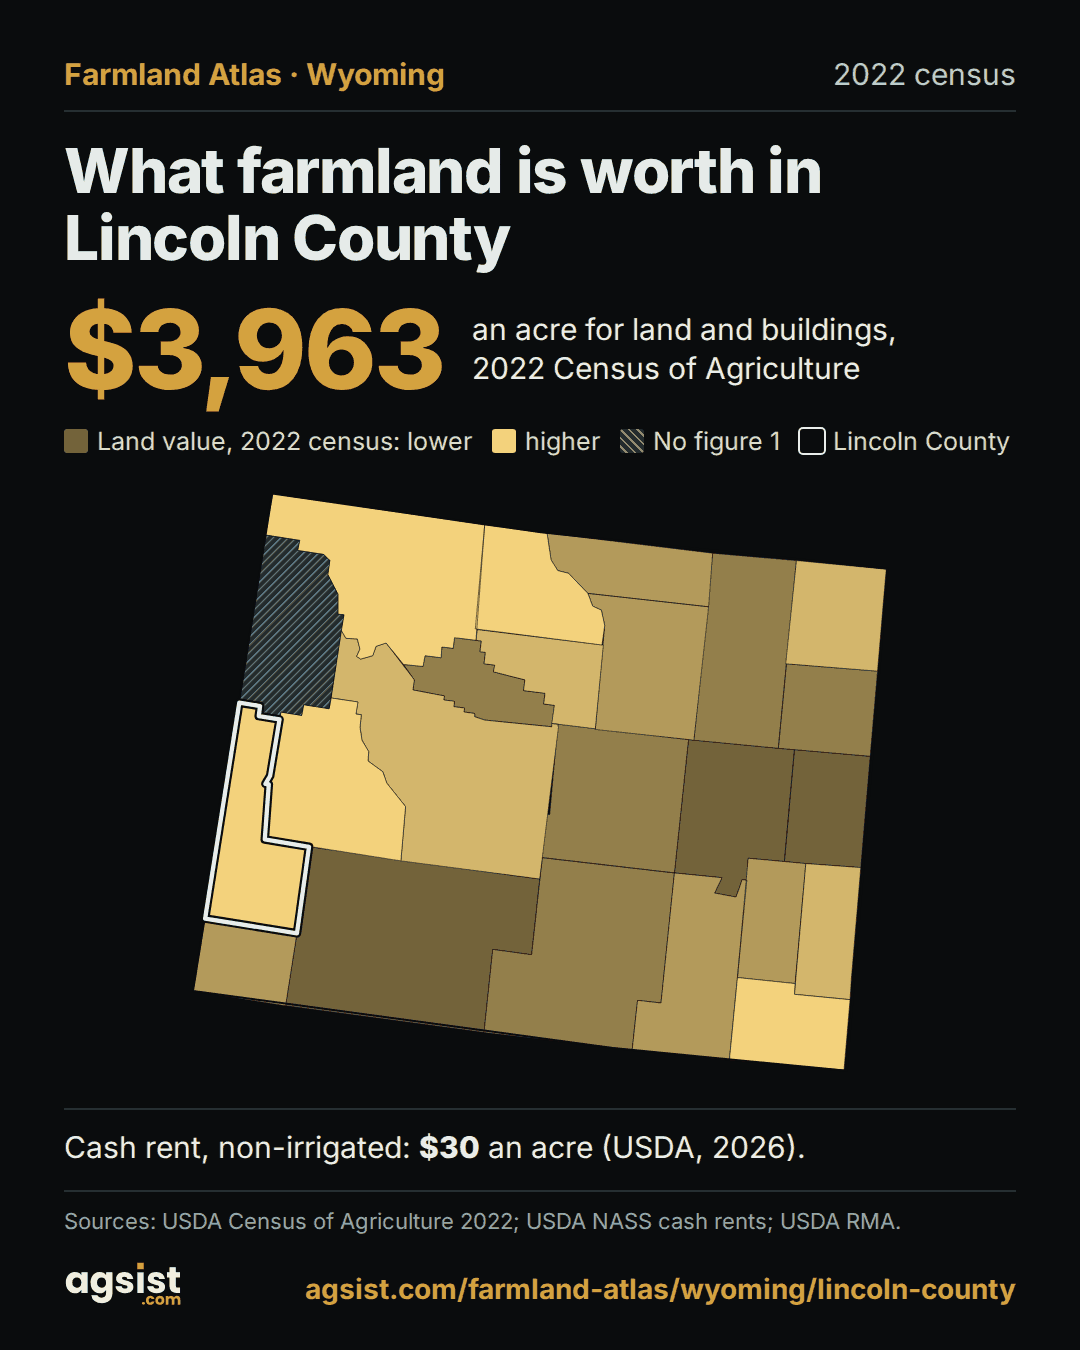 Farmland Atlas · Wyoming
2022 census
What farmland is worth in
Lincoln County
$3,963
an acre for land and buildings,
2022 Census of Agriculture
Land value, 2022 census: lower higher No figure 1 Lincoln County
Cash rent, non-irrigated: $30 an acre (USDA, 2026).
Sources: USDA Census of Agriculture 2022; USDA NASS cash rents; USDA RMA.
agsist
.com
agsist.com/farmland-atlas/wyoming/lincoln-county